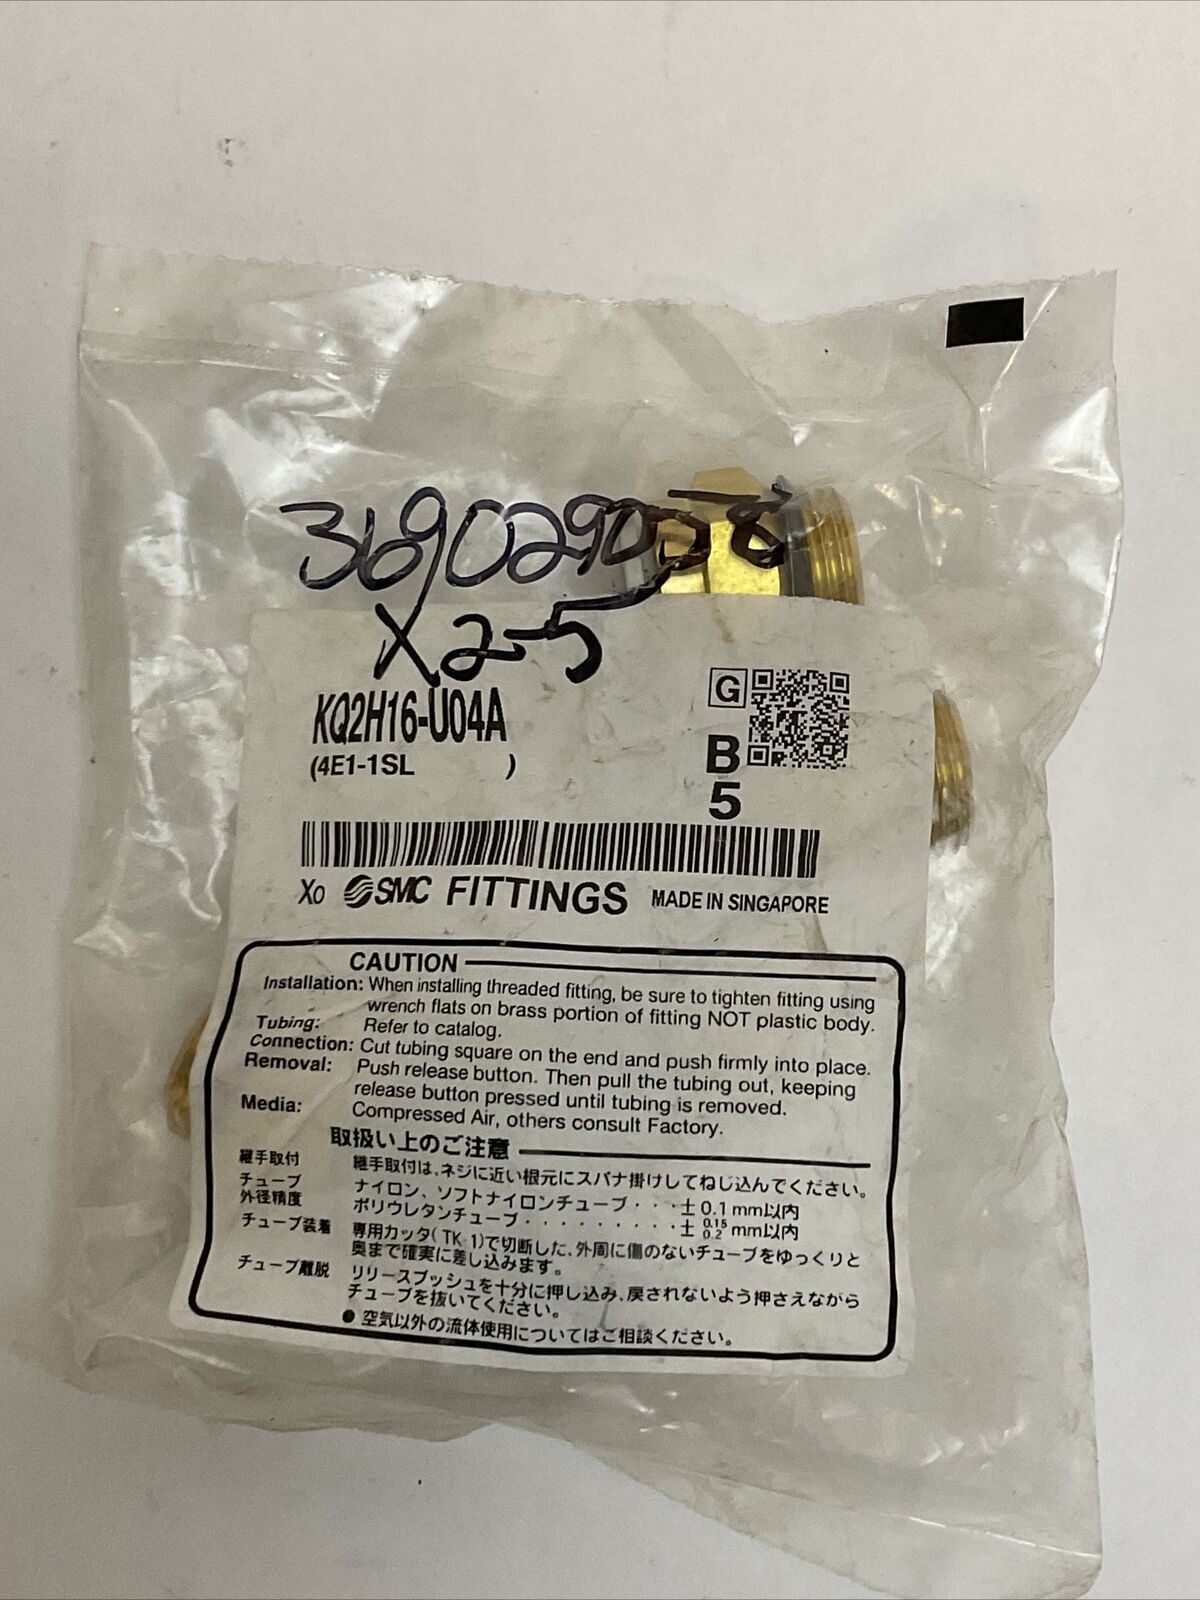 369029058
X2-5
KQ2H16-U04A
(4E1-1SL )
G
B
5
Xo SMC FITTINGS MADE IN SINGAPORE
CAUTION
Installation: When installing threaded fitting, be sure to tighten fitting using
wrench flats on brass portion of fitting NOT plastic body.
Tubing: Refer to catalog.
Connection: Cut tubing square on the end and push firmly into place.
Removal: Push release button. Then pull the tubing out, keeping
release button pressed until tubing is removed.
Media: Compressed Air, others consult Factory.
取扱い上のご注意
継手取付 継手取付は、ネジに近い根元にスパナ掛けしてねじ込んでください。
チューブ ナイロン、ソフトナイロンチューブ・・・± 0.1 mm以内
外径精度 ポリウレタンチューブ・・・・・・・・・± 0.15 0.2 mm以内
チューブ装着 専用カッタ( TK-1)で切断した、外周に傷のないチューブをゆっくりと
奥まで確実に差し込みます。
チューブ離脱 リリースブッシュを十分に押し込み、戻されないよう押さえながら
チューブを抜いてください。
● 空気以外の流体使用についてはご相談ください。